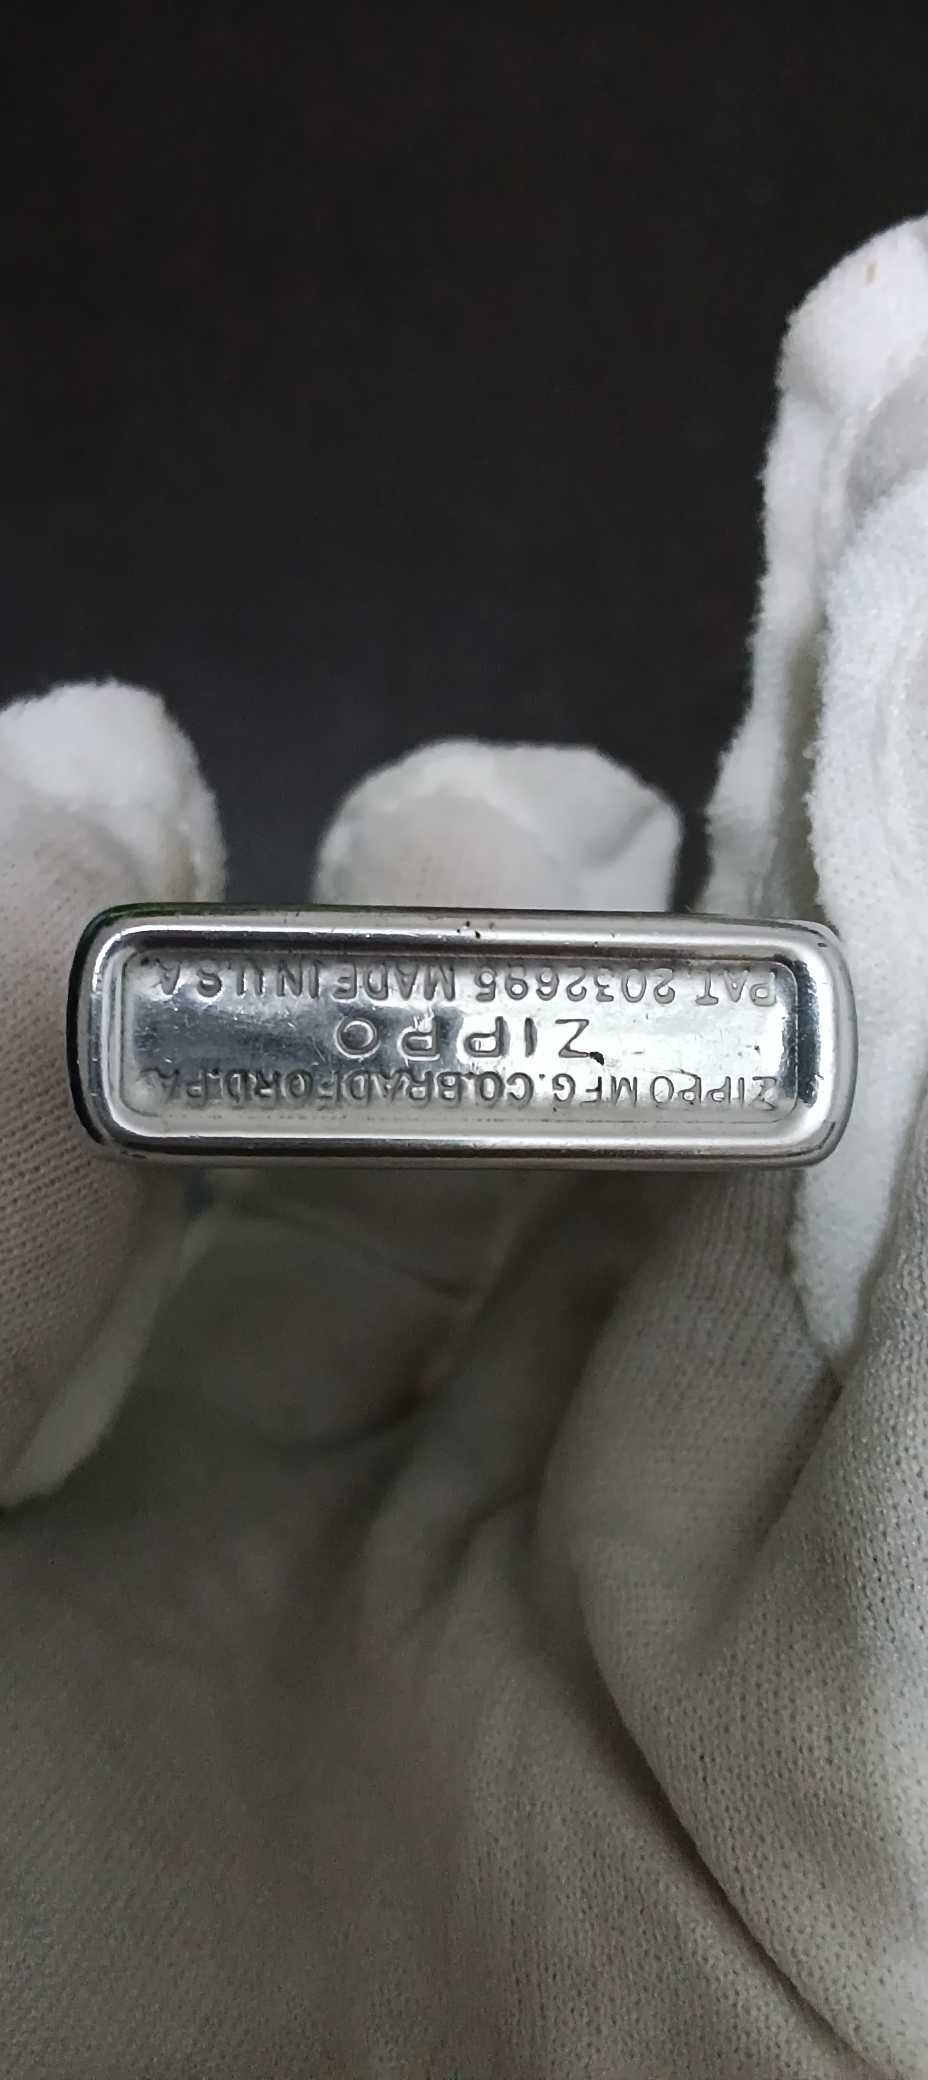 ZIPPO MFG. CO. BRADFORD. PA.
ZIPPO
PAT. 2032695 MADE IN U.S.A.